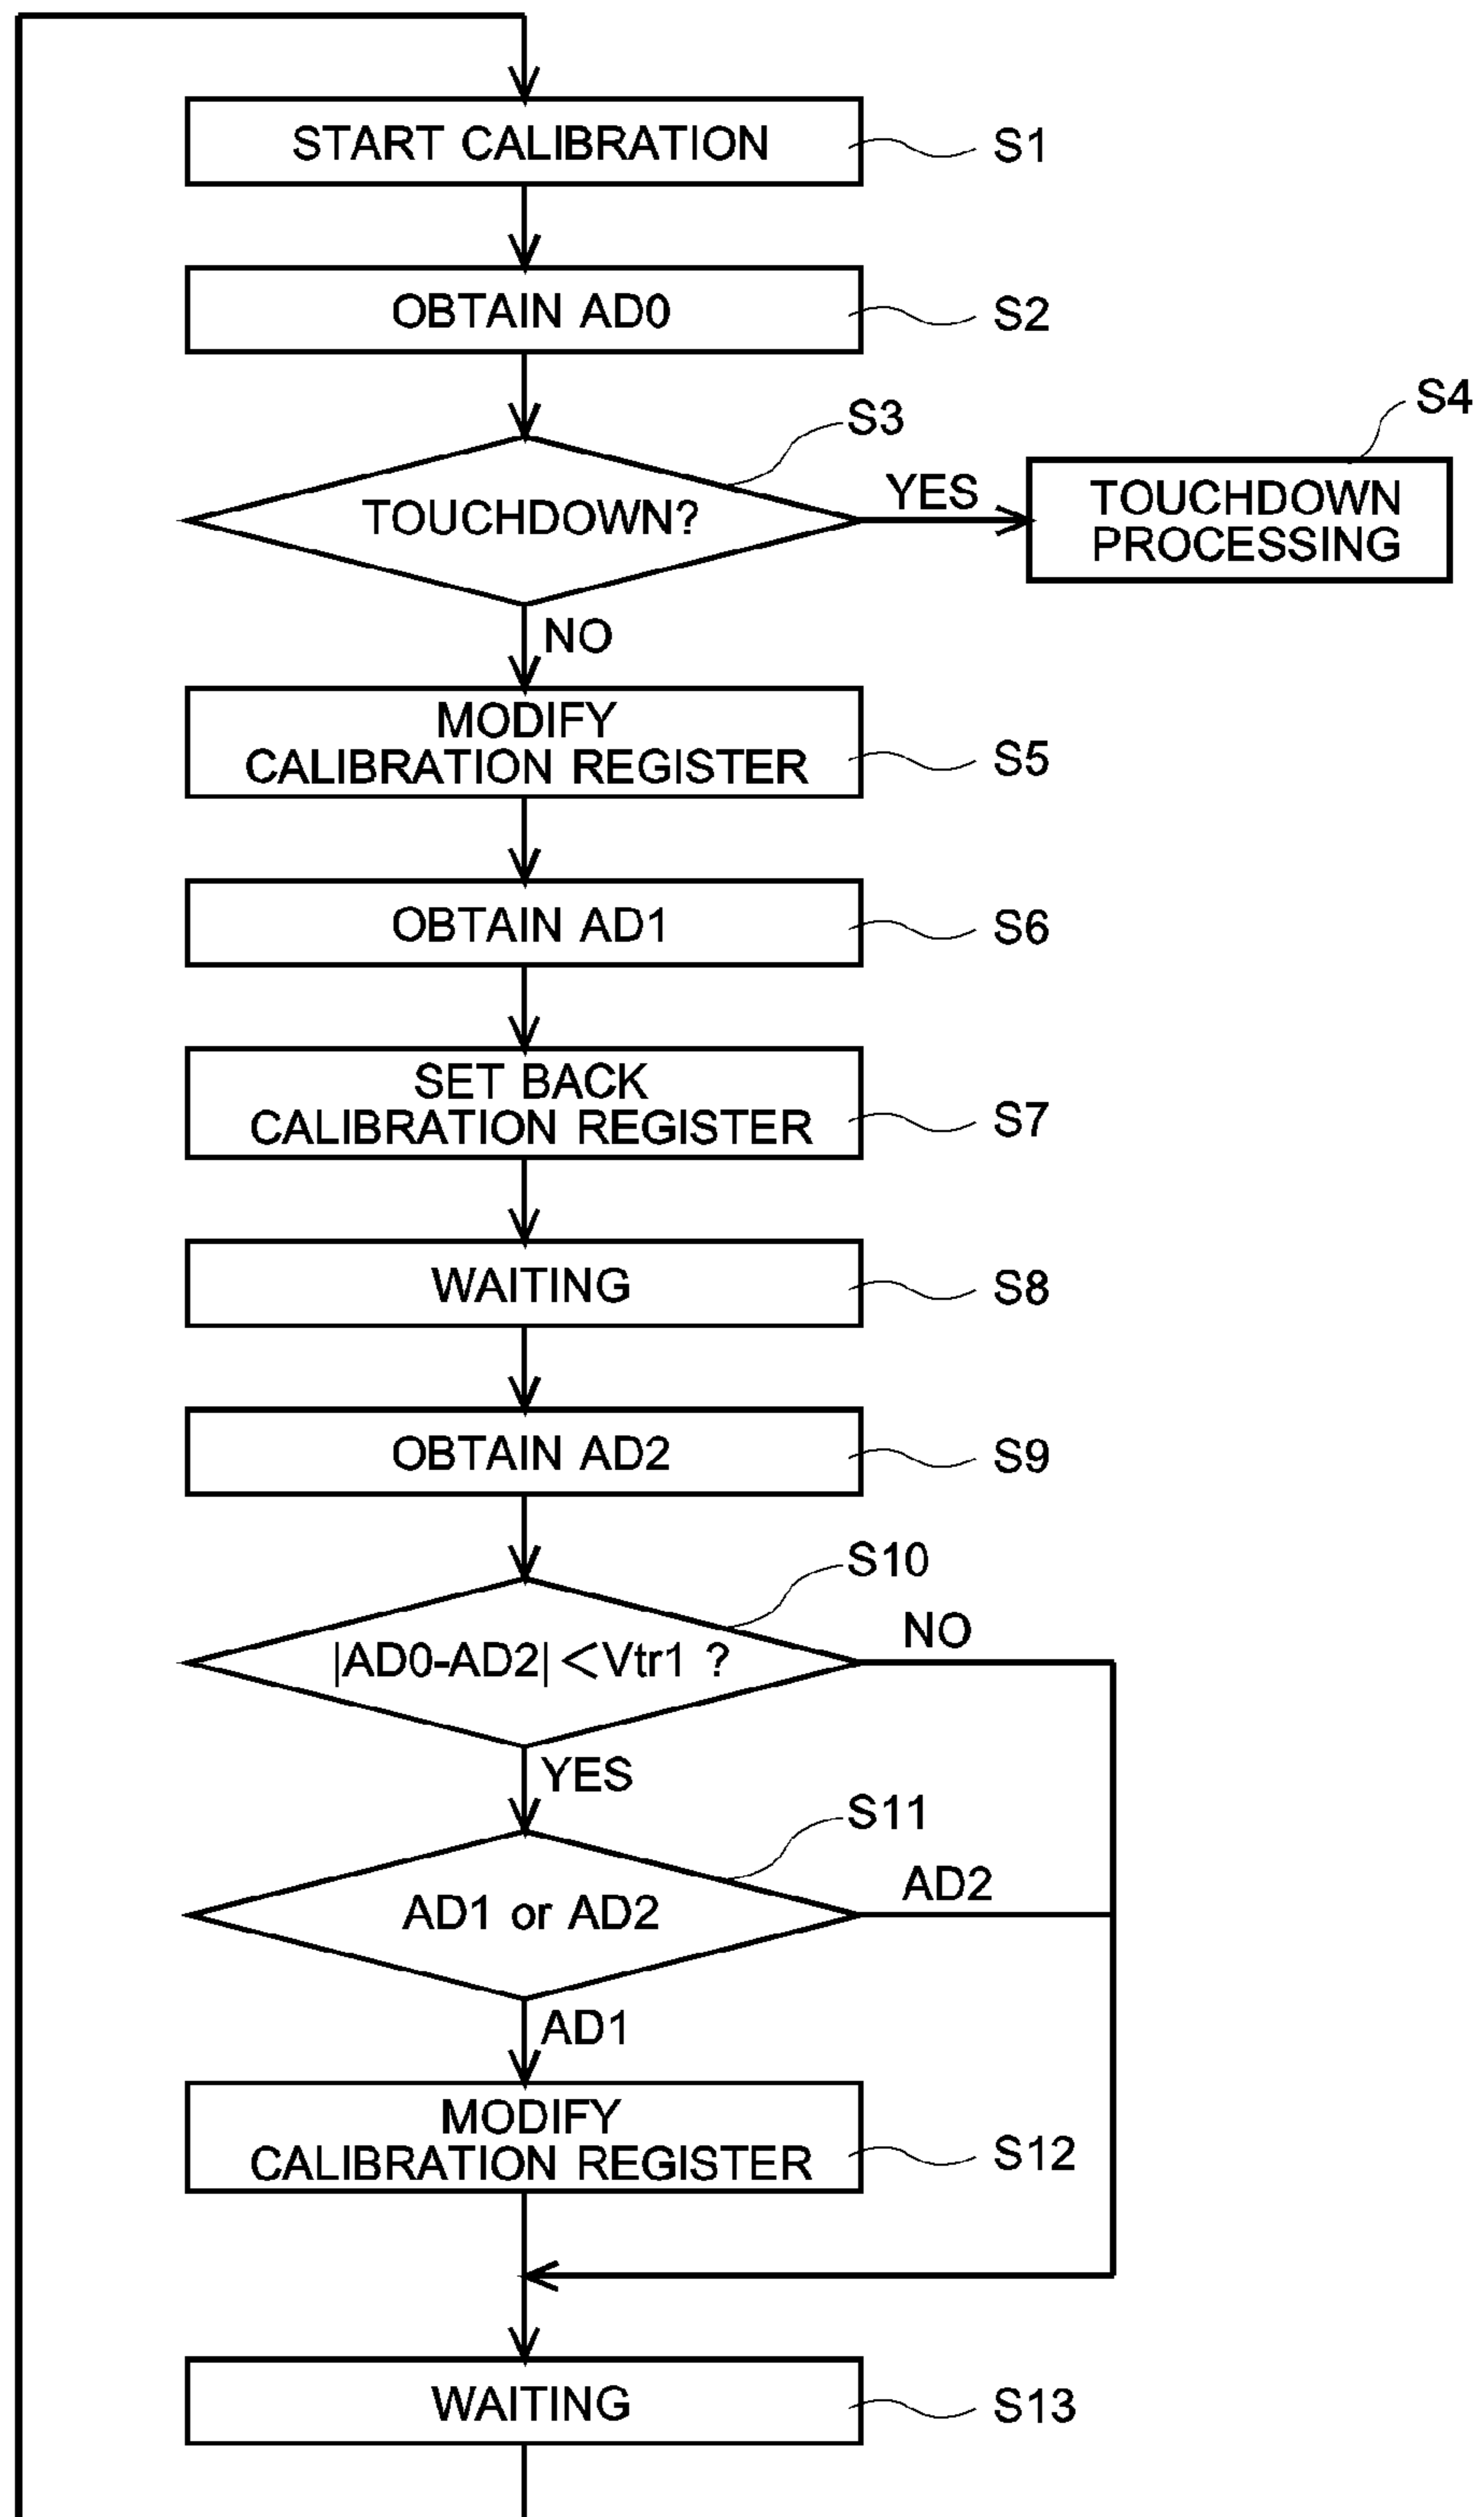 START CALIBRATION
S1
OBTAIN AD0
S2
S3
S4
TOUCHDOWN?
YES
TOUCHDOWN
PROCESSING
NO
MODIFY
CALIBRATION REGISTER
S5
OBTAIN AD1
S6
SET BACK
CALIBRATION REGISTER
S7
WAITING
S8
OBTAIN AD2
S9
S10
|AD0-AD2|<Vtr1 ?
NO
YES
S11
AD1 or AD2
AD2
AD1
MODIFY
CALIBRATION REGISTER
S12
WAITING
S13